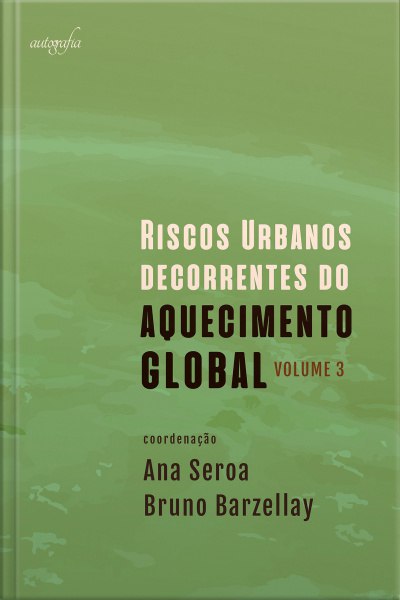 autografia
RISCOS URBANOS
DECORRENTES DO
AQUECIMENTO
GLOBAL VOLUME 3
coordenação
Ana Seroa
Bruno Barzellay